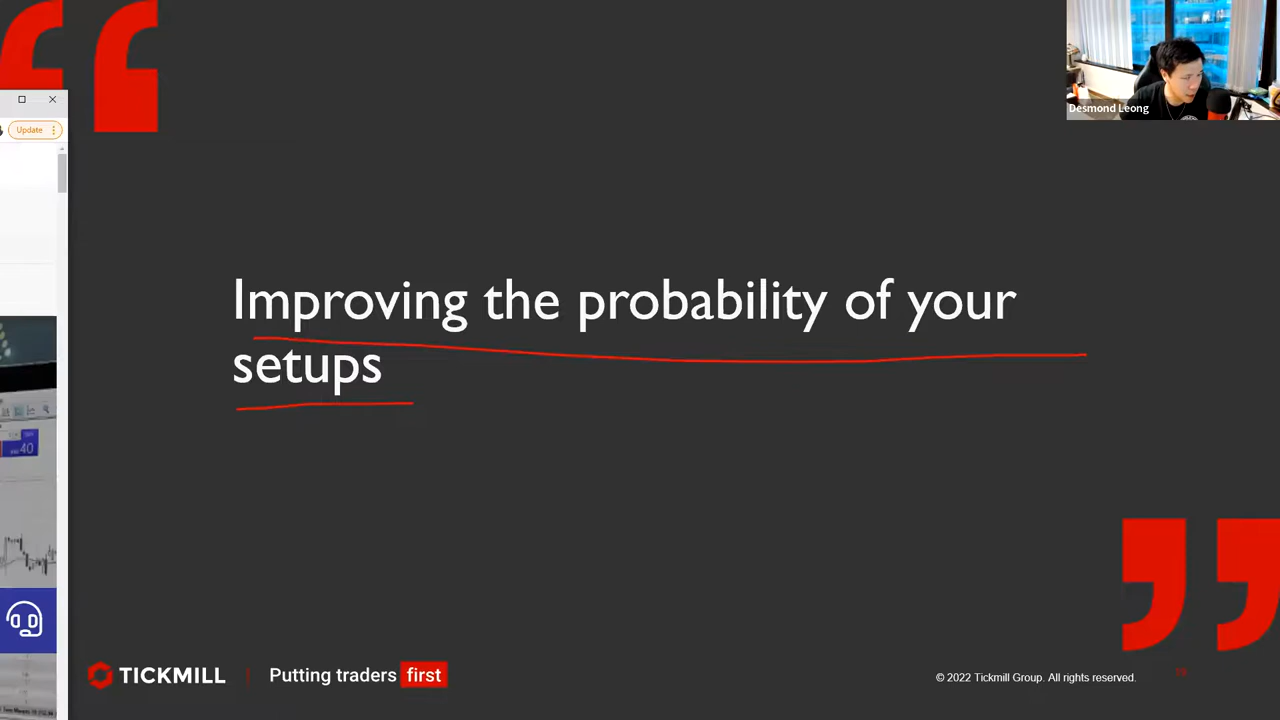 Desmond Leong
Update
Improving the probability of your
setups
40
TICKMILL | Putting traders first
© 2022 Tickmill Group. All rights reserved.